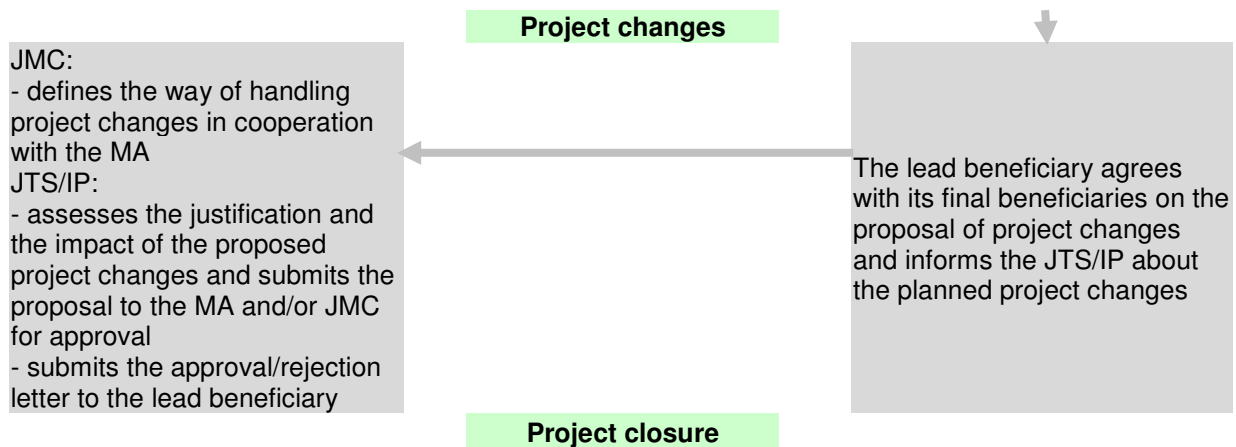 Project changes
JMC:
- defines the way of handling
project changes in cooperation
with the MA
JTS/IP:
- assesses the justification and
the impact of the proposed
project changes and submits the
proposal to the MA and/or JMC
for approval
- submits the approval/rejection
letter to the lead beneficiary
The lead beneficiary agrees
with its final beneficiaries on the
proposal of project changes
and informs the JTS/IP about
the planned project changes
Project closure